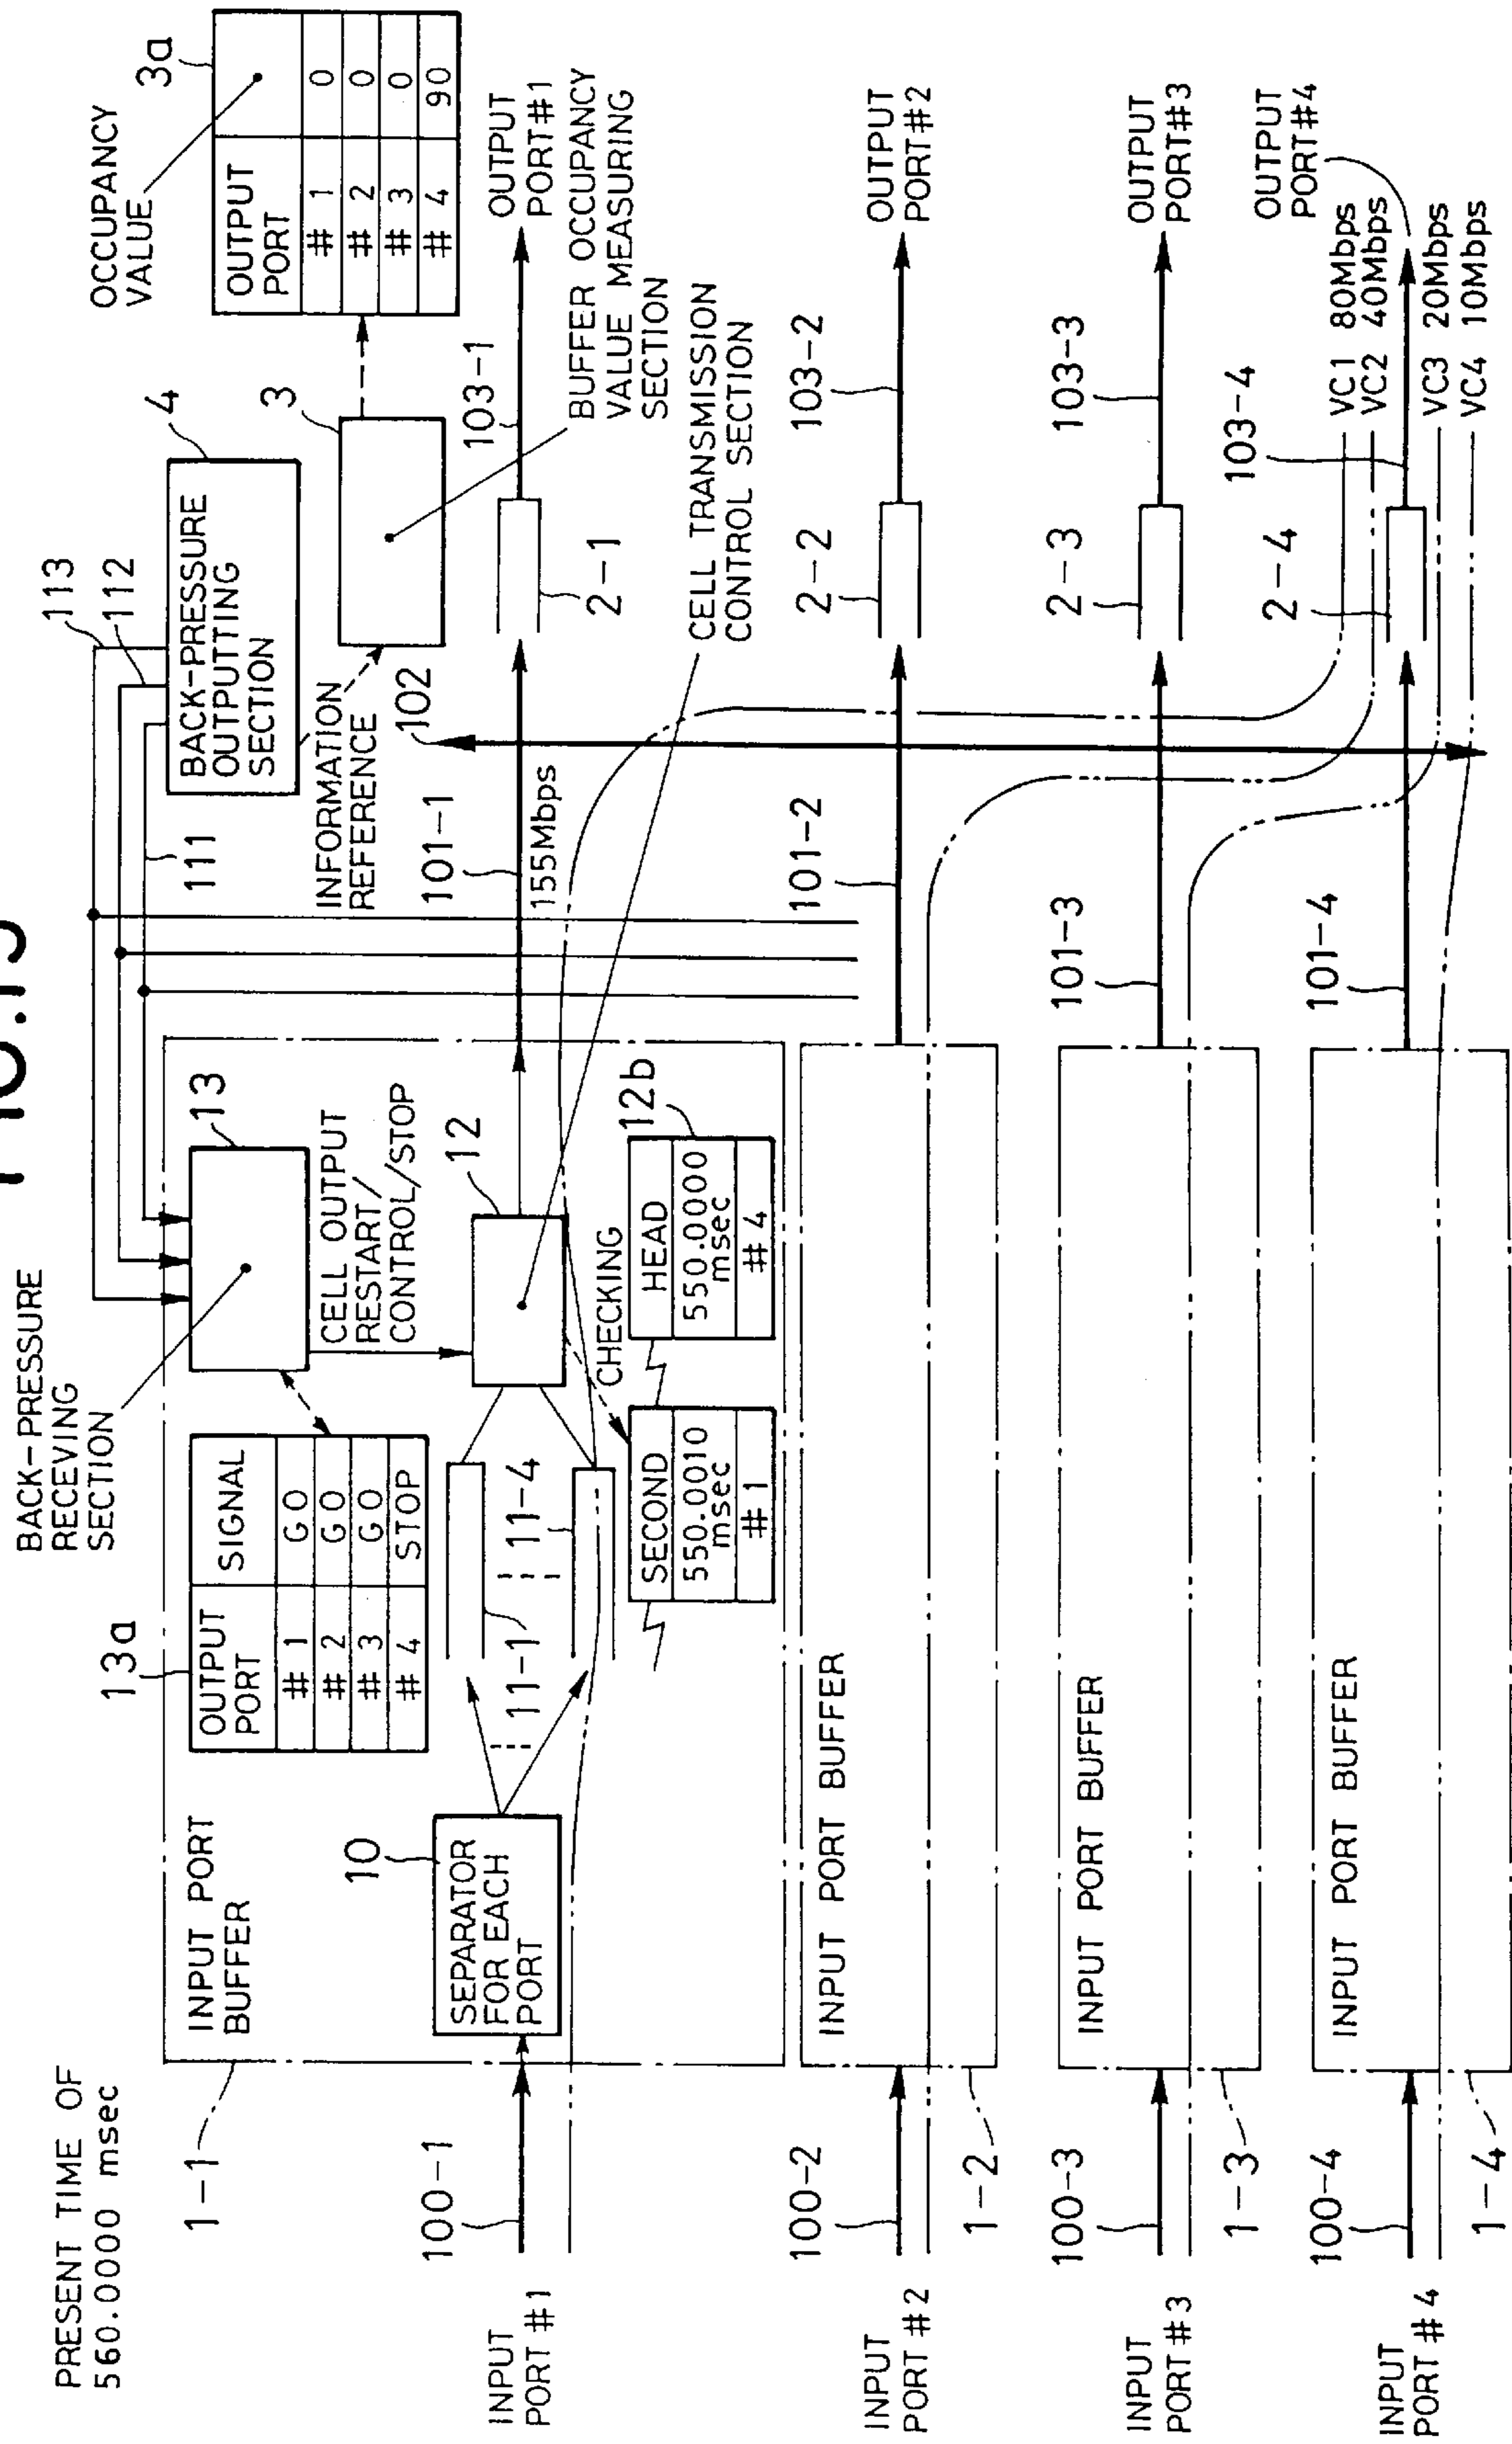 PRESENT TIME OF
560.0000 msec
BACK-PRESSURE
RECEVING
SECTION
113
112
111
4
BACK-PRESSURE
OUTPUTTING
SECTION
OCCUPANCY
VALUE
3a
OUTPUT
PORT
# 1 0
# 2 0
# 3 0
# 4 90
INFORMATION
REFERENCE
3
1-1
INPUT PORT
BUFFER
13a
OUTPUT
PORT
SIGNAL
# 1 GO
# 2 GO
# 3 GO
# 4 STOP
13
CELL OUTPUT
RESTART/
CONTROL/STOP
102
INPUT
PORT #1
100-1
10
SEPARATOR
FOR EACH
PORT
11-1
11-4
12
101-1
155Mbps
2-1
103-1
OUTPUT
PORT#1
BUFFER OCCUPANCY
VALUE MEASURING
SECTION
CELL TRANSMISSION
CONTROL SECTION
CHECKING
12b
SECOND
550.0010
msec
# 1
HEAD
550.0000
msec
# 4
INPUT
PORT #2
100-2
1-2
INPUT PORT BUFFER
101-2
2-2
103-2
OUTPUT
PORT#2
INPUT
PORT #3
100-3
1-3
INPUT PORT BUFFER
101-3
2-3
103-3
OUTPUT
PORT#3
INPUT
PORT # 4
100-4
1-4
INPUT PORT BUFFER
101-4
2-4
103-4
OUTPUT
PORT#4
VC1 80Mbps
VC2 40Mbps
VC3 20Mbps
VC4 10Mbps